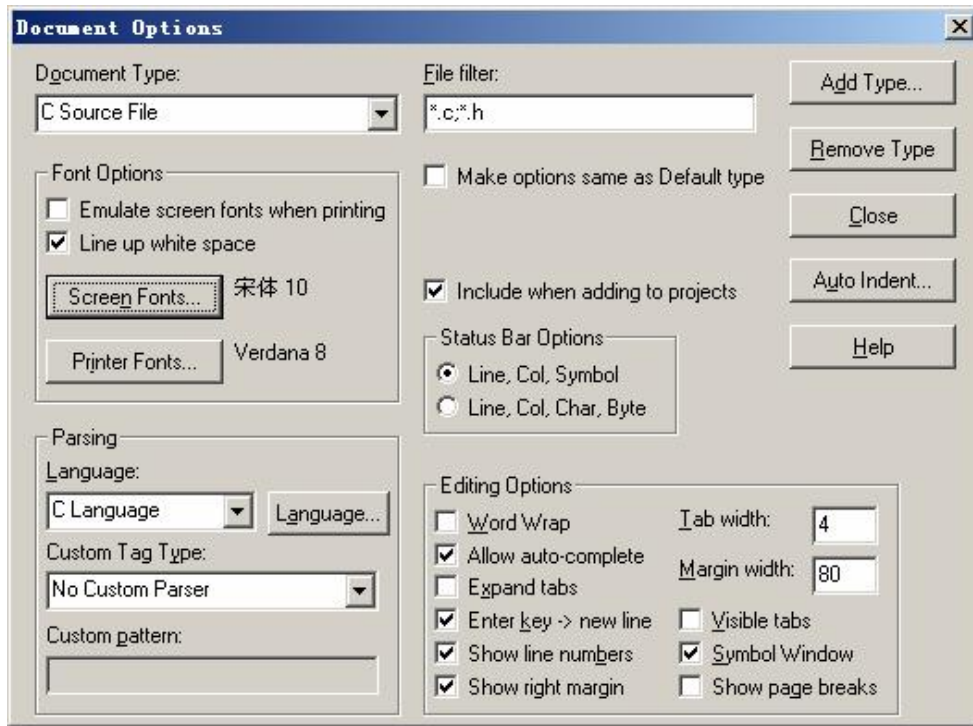 Document Options
Document Type:
C Source File
File filter:
*.c;*.h
Add Type...
Remove Type
Close
Auto Indent...
Help
Make options same as Default type
Include when adding to projects
Font Options
Emulate screen fonts when printing
Line up white space
Screen Fonts...
宋体 10
Printer Fonts...
Verdana 8
Status Bar Options
Line, Col, Symbol
Line, Col, Char, Byte
Parsing
Language:
C Language
Language...
Custom Tag Type:
No Custom Parser
Custom pattern:
Editing Options
Word Wrap
Allow auto-complete
Expand tabs
Enter key -> new line
Show line numbers
Show right margin
Tab width:
4
Margin width:
80
Visible tabs
Symbol Window
Show page breaks